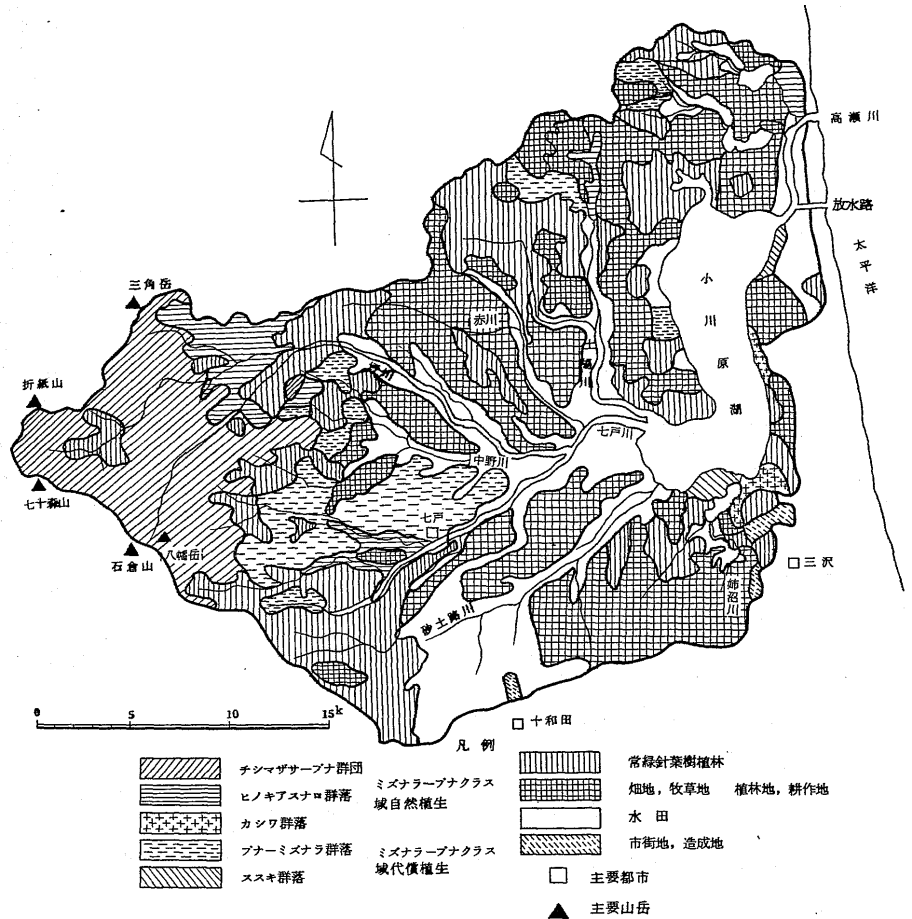 高瀬川
放水路
太平洋
小川原湖
三角岳
赤川
折紙山
七戸川
中野川
七十森山
七戸
石倉山
八幡岳
三沢
姉沼川
砂土路川
0 5 10 15k
十和田
凡例
チシマザサーブナ群団
ヒノキアスナロ群落
ミズナラーブナクラス
域自然植生
カシワ群落
ブナーミズナラ群落
ススキ群落
ミズナラーブナクラス
域代償植生
常緑針葉樹植林
畑地，牧草地 植林地，耕作地
水田
市街地，造成地
主要都市
主要山岳